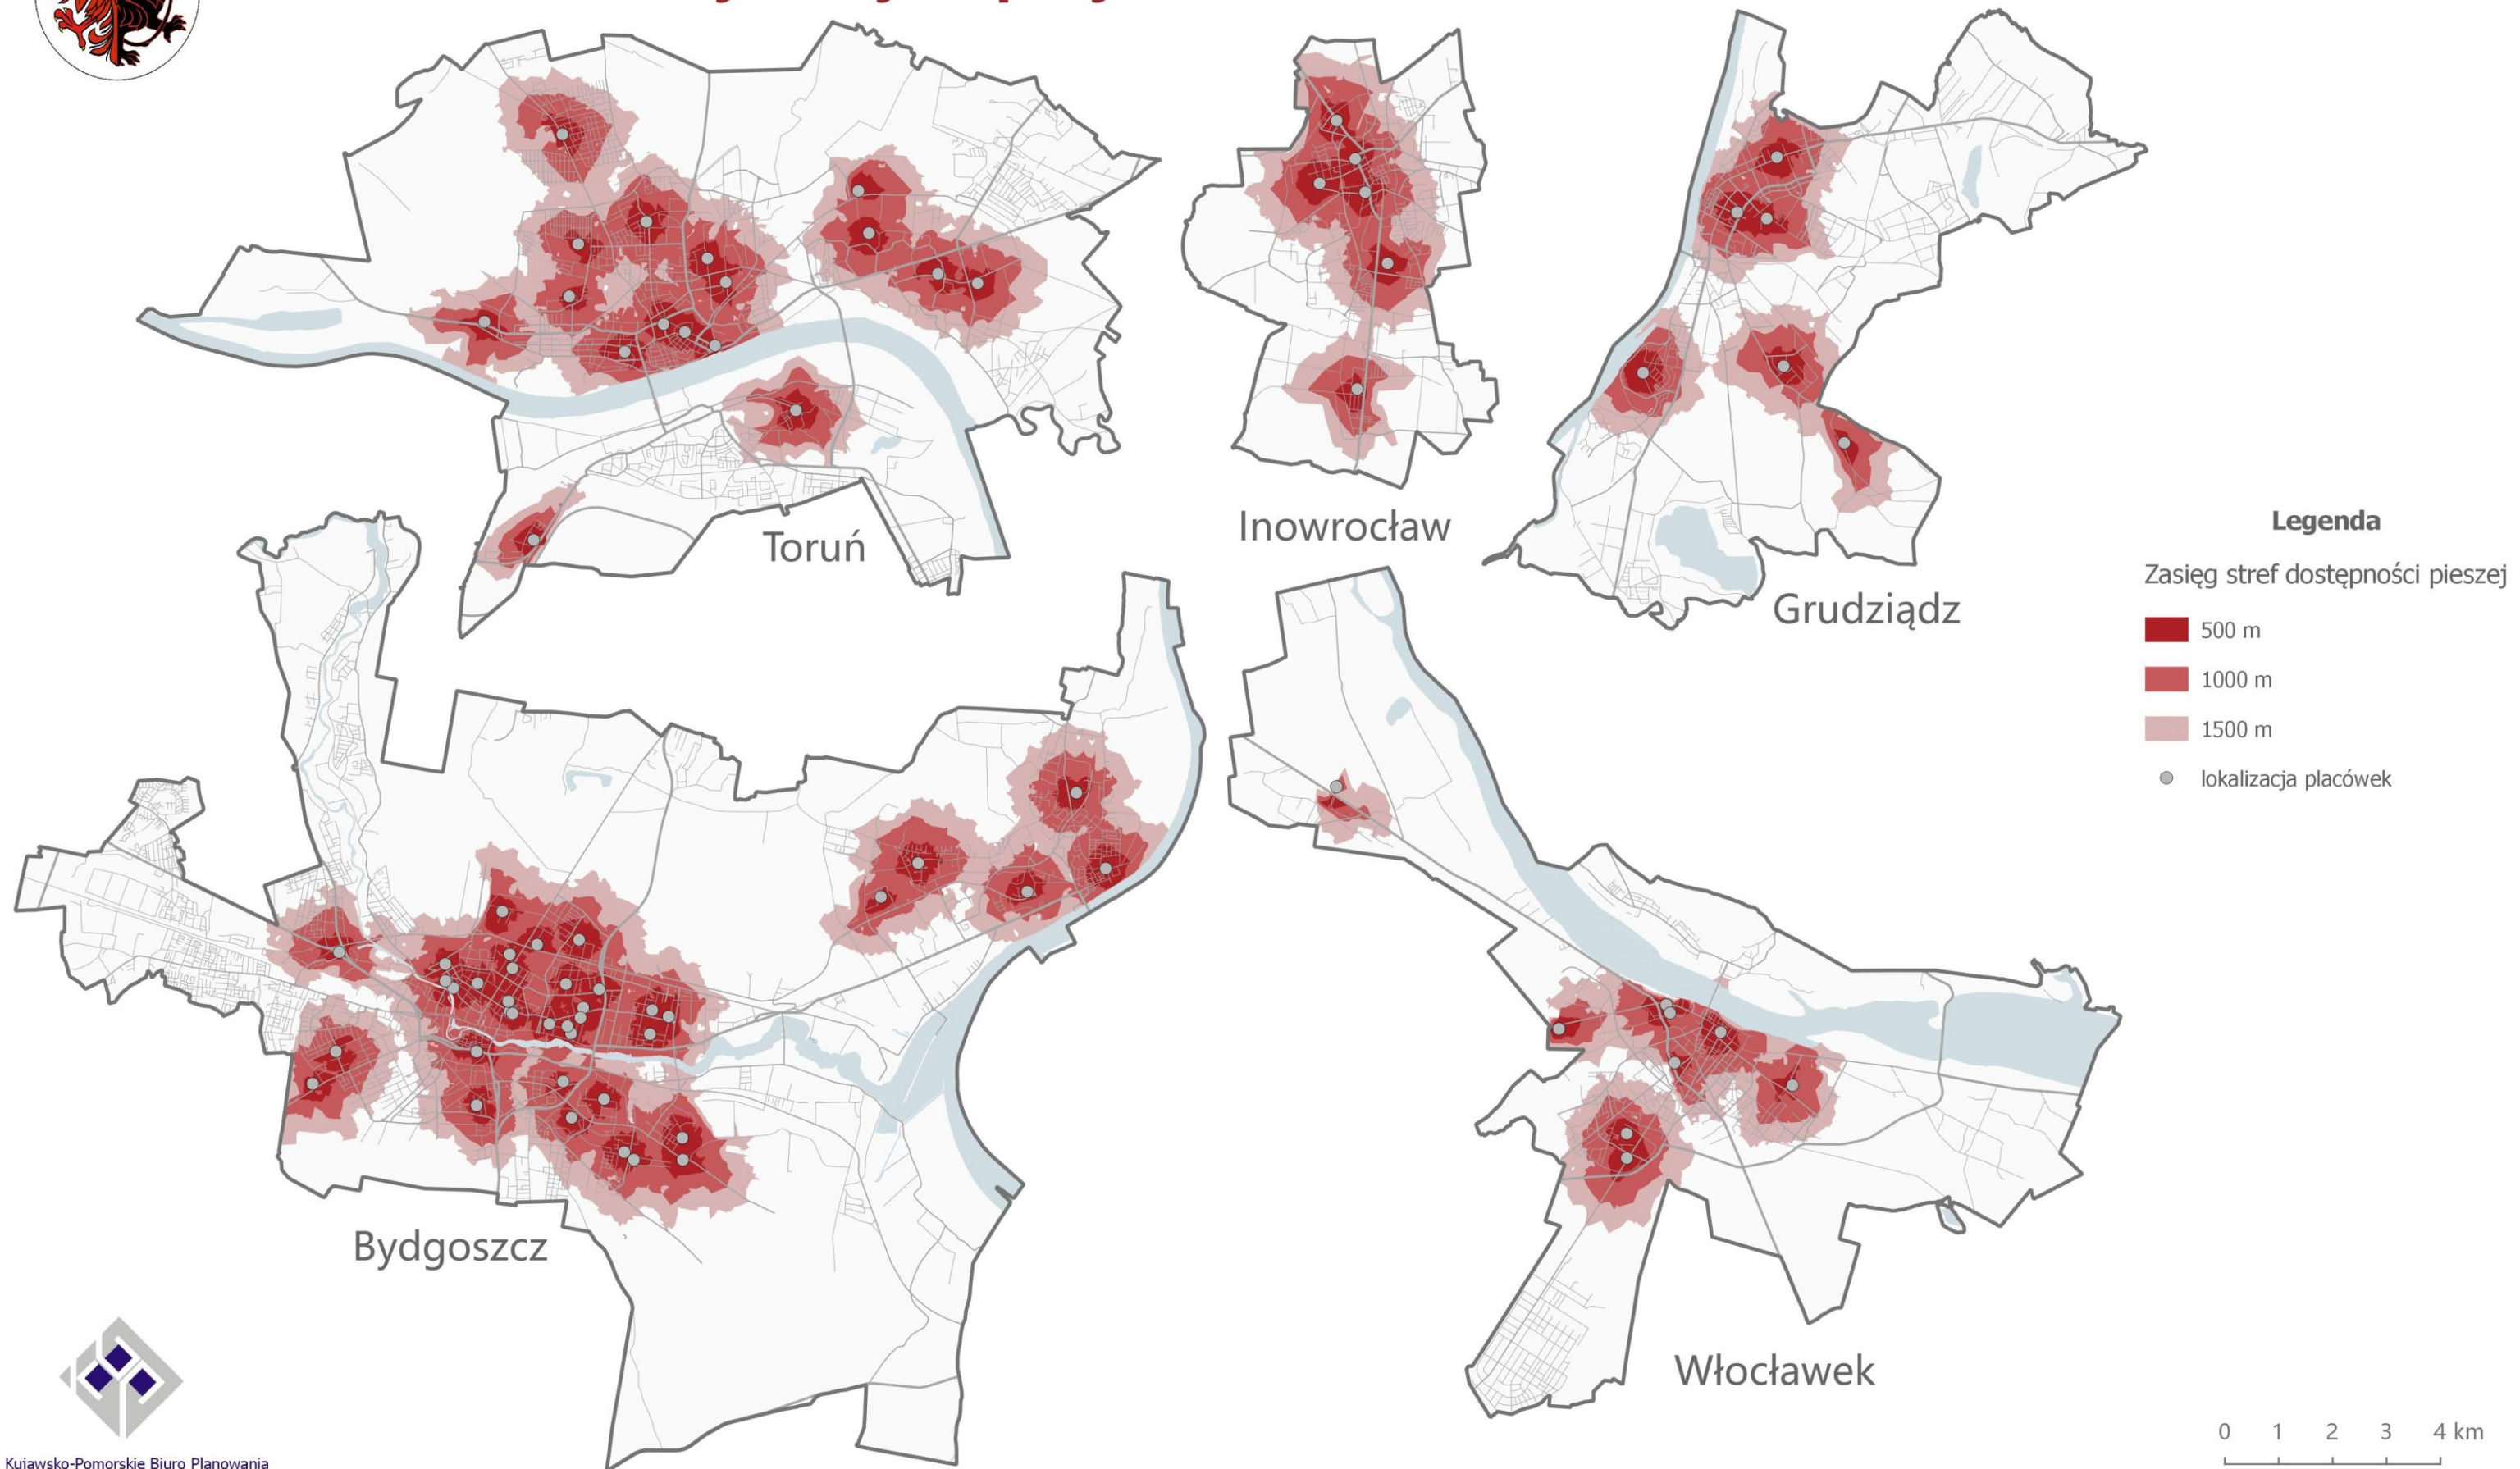 Toruń
Inowrocław
Grudziądz
Bydgoszcz
Włocławek
Legenda
Zasięg stref dostępności pieszej
500 m
1000 m
1500 m
lokalizacja placówek
0 1 2 3 4 km
Kujawsko-Pomorskie Biuro Planowania